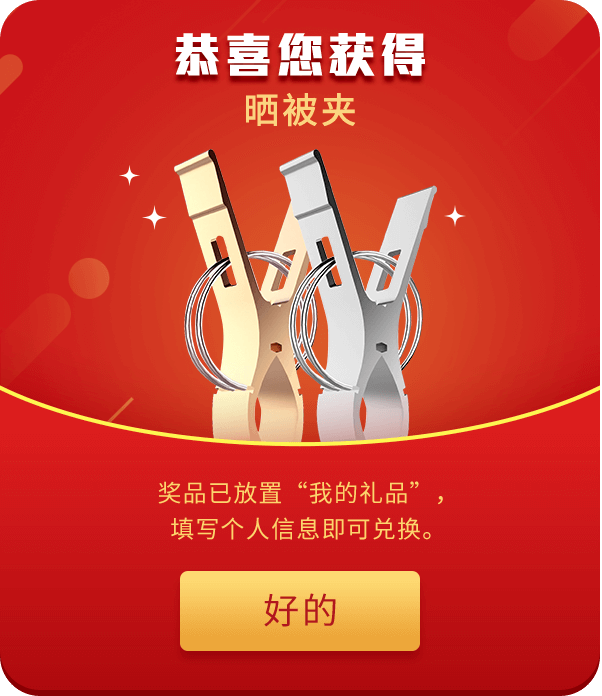 恭喜您获得
晒被夹
奖品已放置“我的礼品”，
填写个人信息即可兑换。
好的